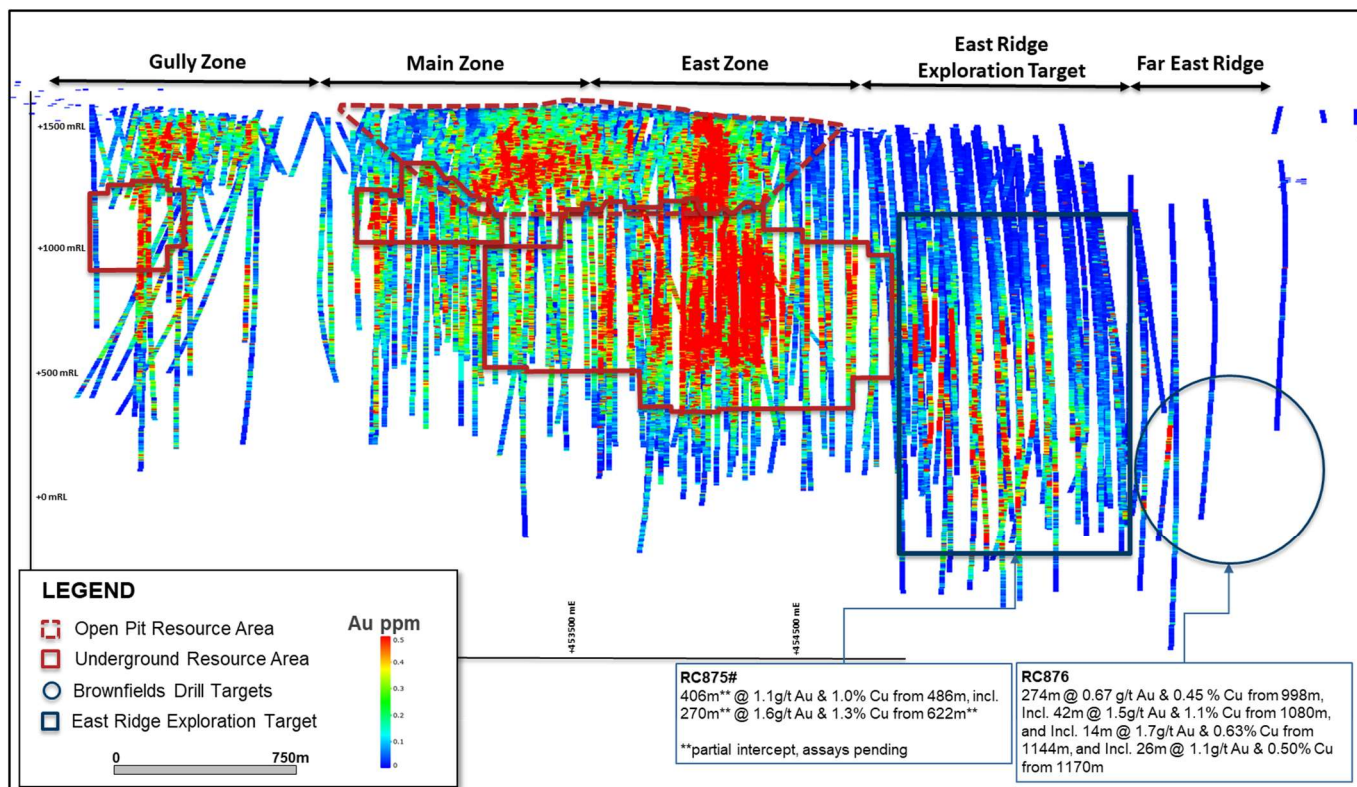 Gully Zone
Main Zone
East Zone
East Ridge
Exploration Target
Far East Ridge
+1500 mRL
+1000 mRL
+500 mRL
+0 mRL
+453500 mE
+454500 mE
LEGEND
Open Pit Resource Area
Underground Resource Area
Brownfields Drill Targets
East Ridge Exploration Target
0 750m
Au ppm
0.5
0.4
0.3
0.2
0.1
0
RC875#
406m** @ 1.1g/t Au & 1.0% Cu from 486m, incl.
270m** @ 1.6g/t Au & 1.3% Cu from 622m**
**partial intercept, assays pending
RC876
274m @ 0.67 g/t Au & 0.45 % Cu from 998m,
Incl. 42m @ 1.5g/t Au & 1.1% Cu from 1080m,
and Incl. 14m @ 1.7g/t Au & 0.63% Cu from
1144m, and Incl. 26m @ 1.1g/t Au & 0.50% Cu
from 1170m